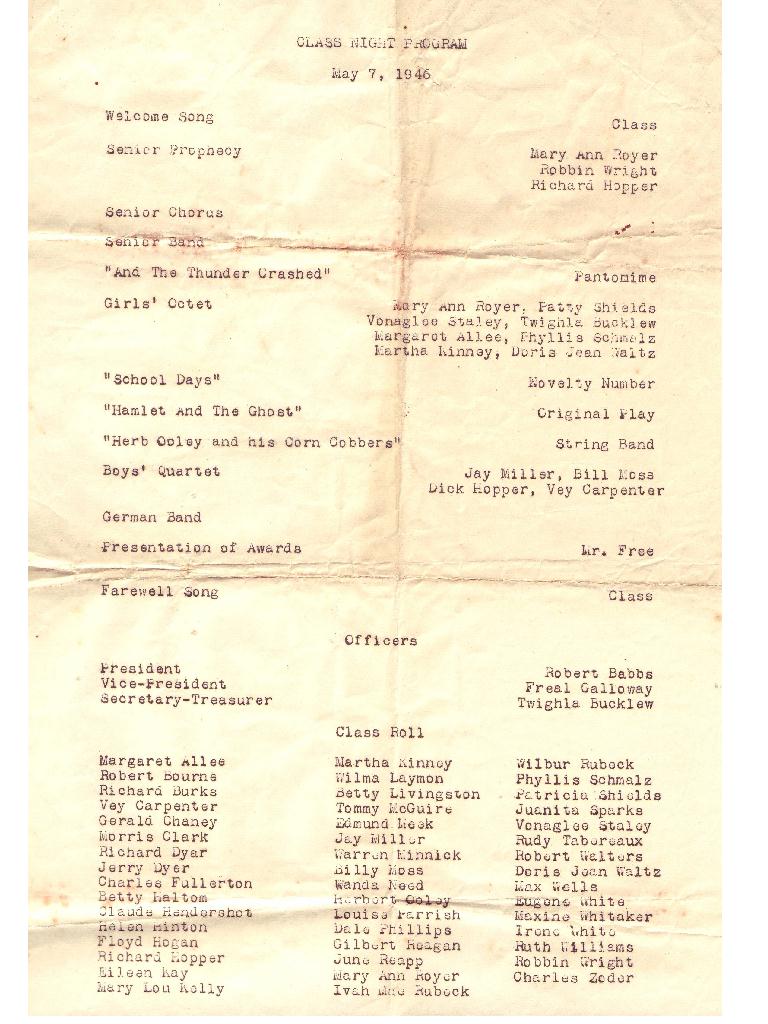 CLASS NIGHT PROGRAM
May 7, 1946
Welcome Song Class
Senior Prophecy Mary Ann Royer
Robbin Wright
Richard Hopper
Senior Chorus
Senior Band
"And The Thunder Crashed" Pantomime
Girls' Octet Mary Ann Royer, Patty Shields
Vonaglee Staley, Twighla Bucklew
Margaret Allee, Phyllis Schmalz
Martha Kinney, Doris Jean Waltz
"School Days" Novelty Number
"Hamlet And The Ghost" Original Play
"Herb Ooley and his Corn Cobbers" String Band
Boys' Quartet Jay Miller, Bill Moss
Dick Hopper, Vey Carpenter
German Band
Presentation of Awards Mr. Free
Farewell Song Class
Officers
President Robert Babbs
Vice-President Freal Galloway
Secretary-Treasurer Twighla Bucklew
Class Roll
Margaret Allee Martha Kinney Wilbur Rubeck
Robert Bourne Wilma Laymon Phyllis Schmalz
Richard Burks Betty Livingston Patricia Shields
Vey Carpenter Tommy McGuire Juanita Sparks
Gerald Chaney Edmund Meek Vonaglee Staley
Morris Clark Jay Miller Rudy Tabereaux
Richard Dyar Warren Minnick Robert Walters
Jerry Dyer Billy Moss Doris Jean Waltz
Charles Fullerton Wanda Need Max Wells
Betty Haltom Herbert Ooley Eugene White
Claude Hendershot Louise Parrish Maxine Whitaker
Helen Hinton Dale Phillips Irene White
Floyd Hogan Gilbert Reagan Ruth Williams
Richard Hopper June Reapp Robbin Wright
Eileen Kay Mary Ann Royer Charles Zeder
Mary Lou Kelly Ivah Mae Rubeck